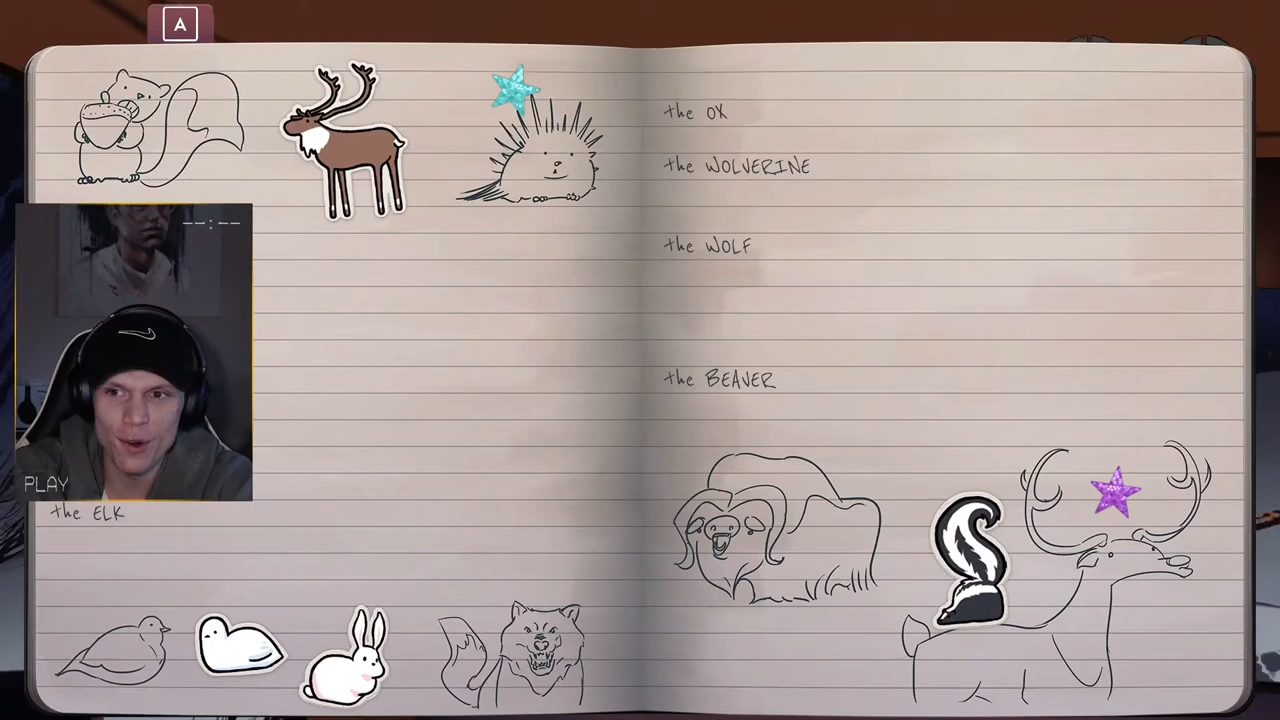 A
--:--
PLAY
the ELK
the OX
the WOLVERINE
the WOLF
the BEAVER